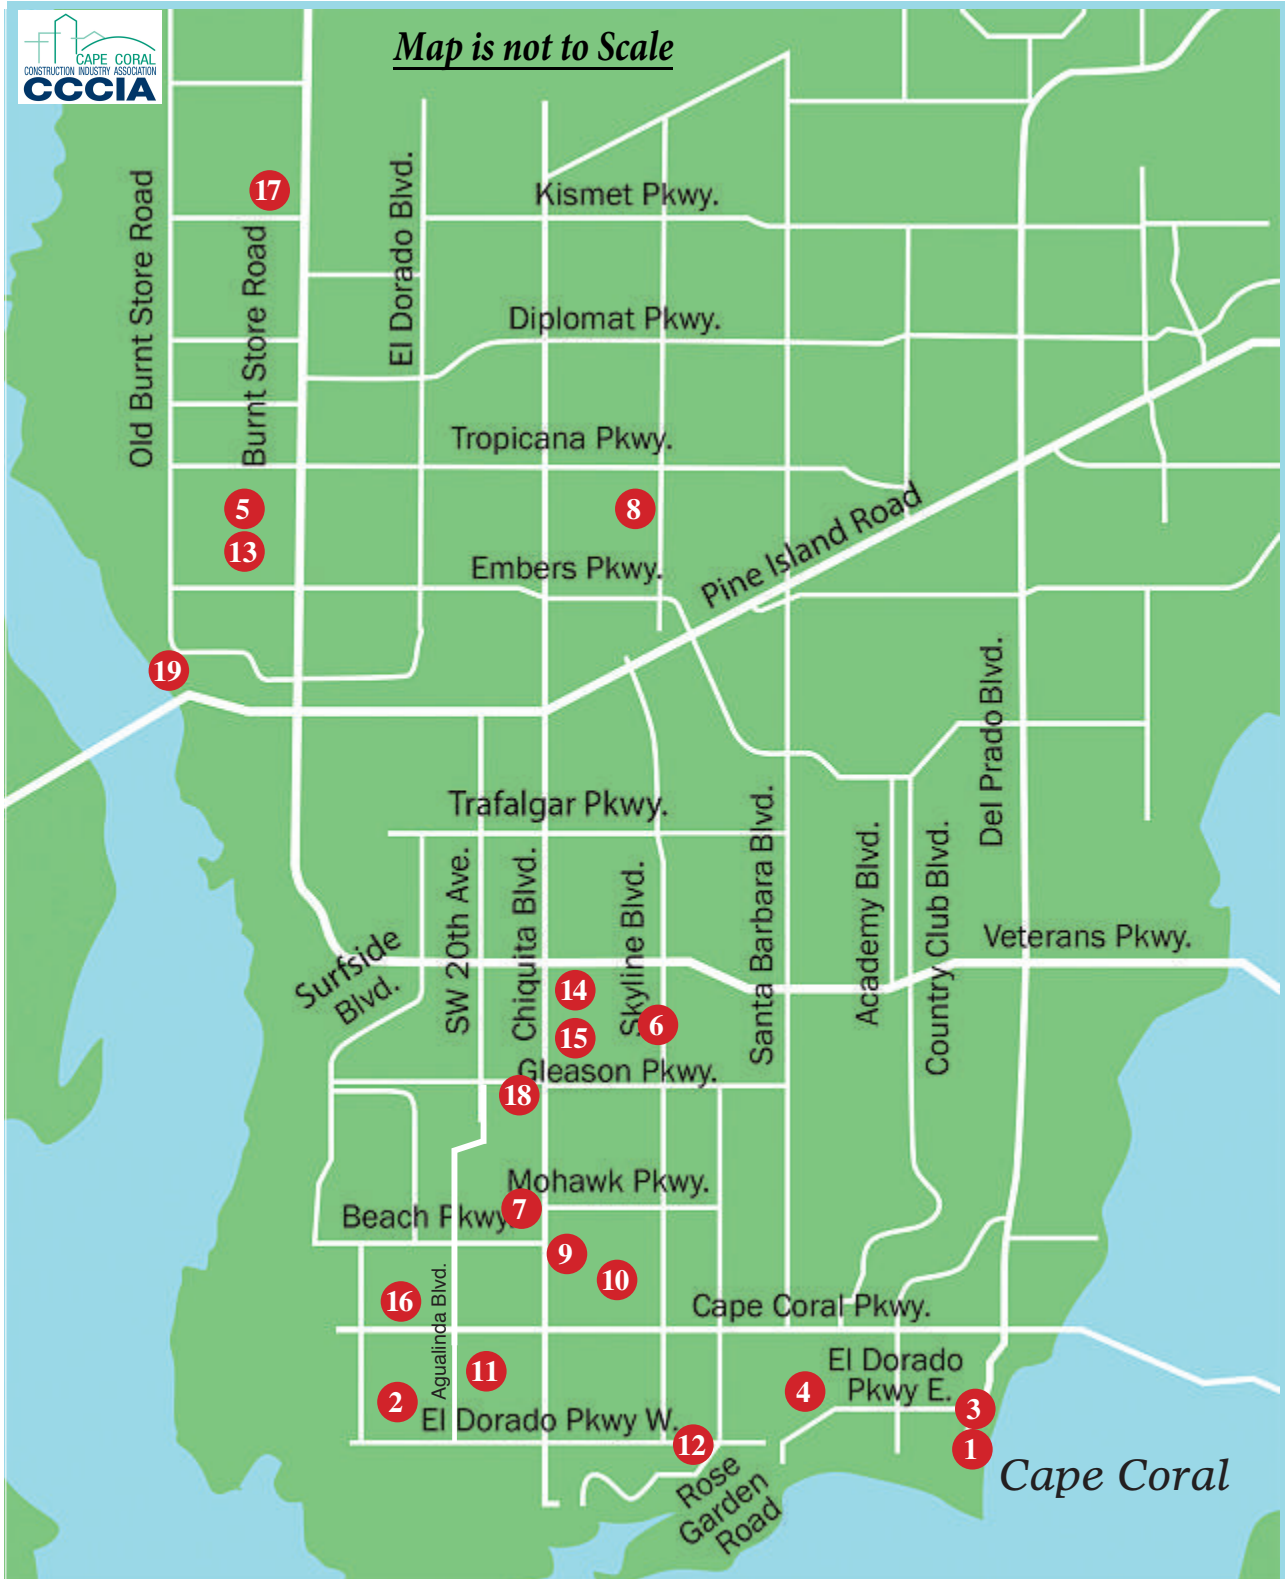 CAPE CORAL
CONSTRUCTION INDUSTRY ASSOCIATION
CCCIA
Map is not to Scale
17
Kismet Pkwy.
Old Burnt Store Road
Burnt Store Road
El Dorado Blvd.
Diplomat Pkwy.
Tropicana Pkwy.
5
8
13
Pine Island Road
Embers Pkwy.
19
Del Prado Blvd.
Trafalgar Pkwy.
Surfside
Blvd.
SW 20th Ave.
Chiquita Blvd.
Skyline Blvd.
Santa Barbara Blvd.
Academy Blvd.
Country Club Blvd.
Veterans Pkwy.
14
6
15
Gleason Pkwy.
18
Mohawk Pkwy.
7
Beach Pkwy.
9
10
16
Agualinda Blvd.
Cape Coral Pkwy.
11
El Dorado
Pkwy E.
4
2
3
El Dorado Pkwy W.
12
1
Rose
Garden
Road
Cape Coral